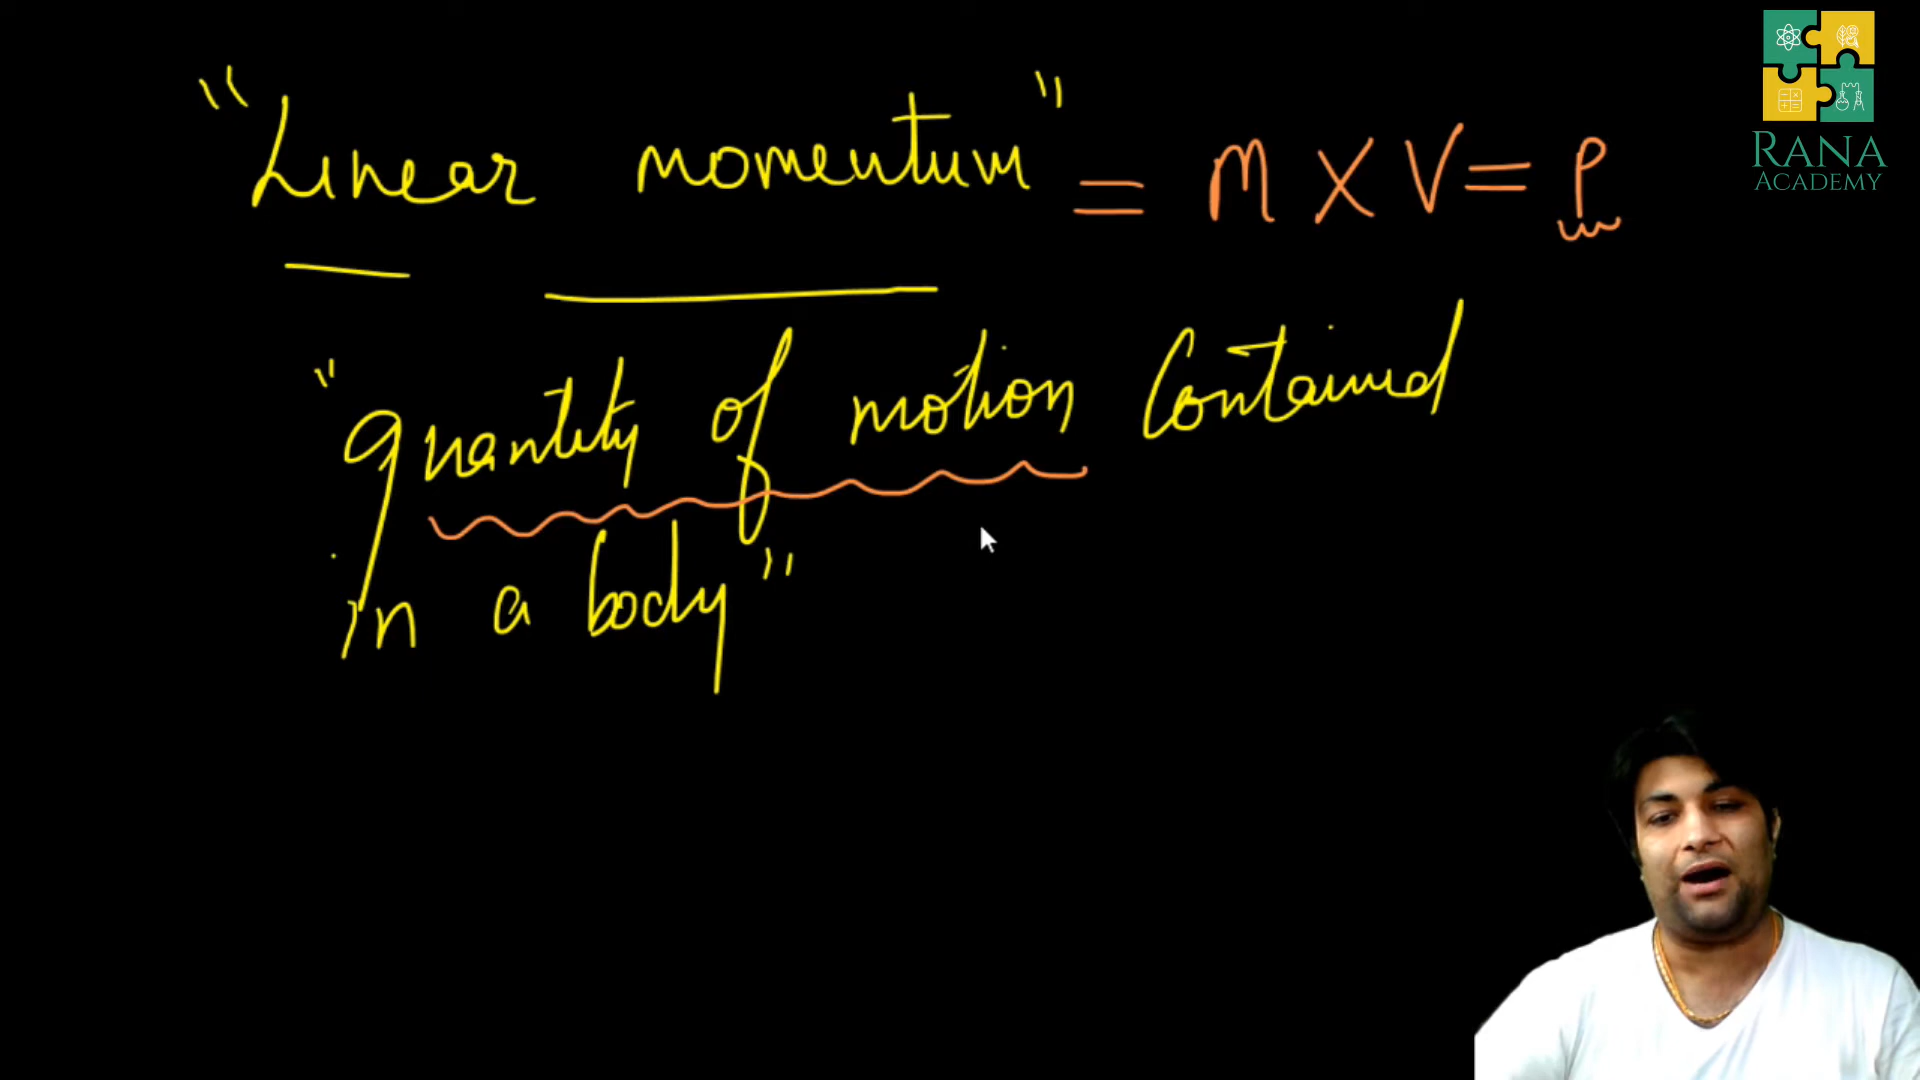 "Linear momentum" = M X V = P
"quantity of motion Contained
in a body"
RANA
ACADEMY